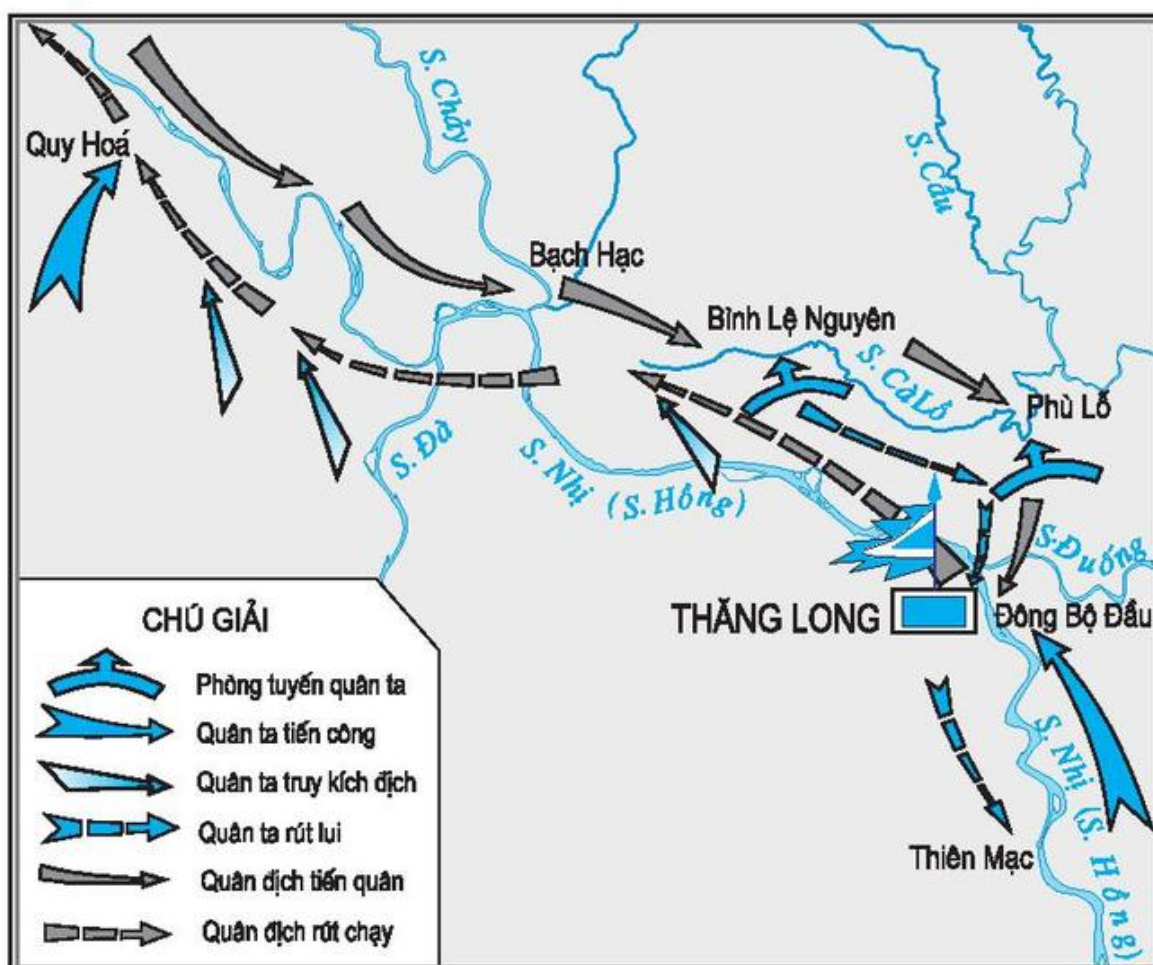 S. Chảy
S. Cầu
Quy Hoá
Bạch Hạc
Bình Lệ Nguyên
S. Cà Lồ
Phù Lỗ
S. Đà
S. Nhị (S. Hồng)
S. Đuống
THĂNG LONG
Đông Bộ Đầu
S. Nhị (S. Hồng)
Thiên Mạc
CHÚ GIẢI
Phòng tuyến quân ta
Quân ta tiến công
Quân ta truy kích địch
Quân ta rút lui
Quân địch tiến quân
Quân địch rút chạy